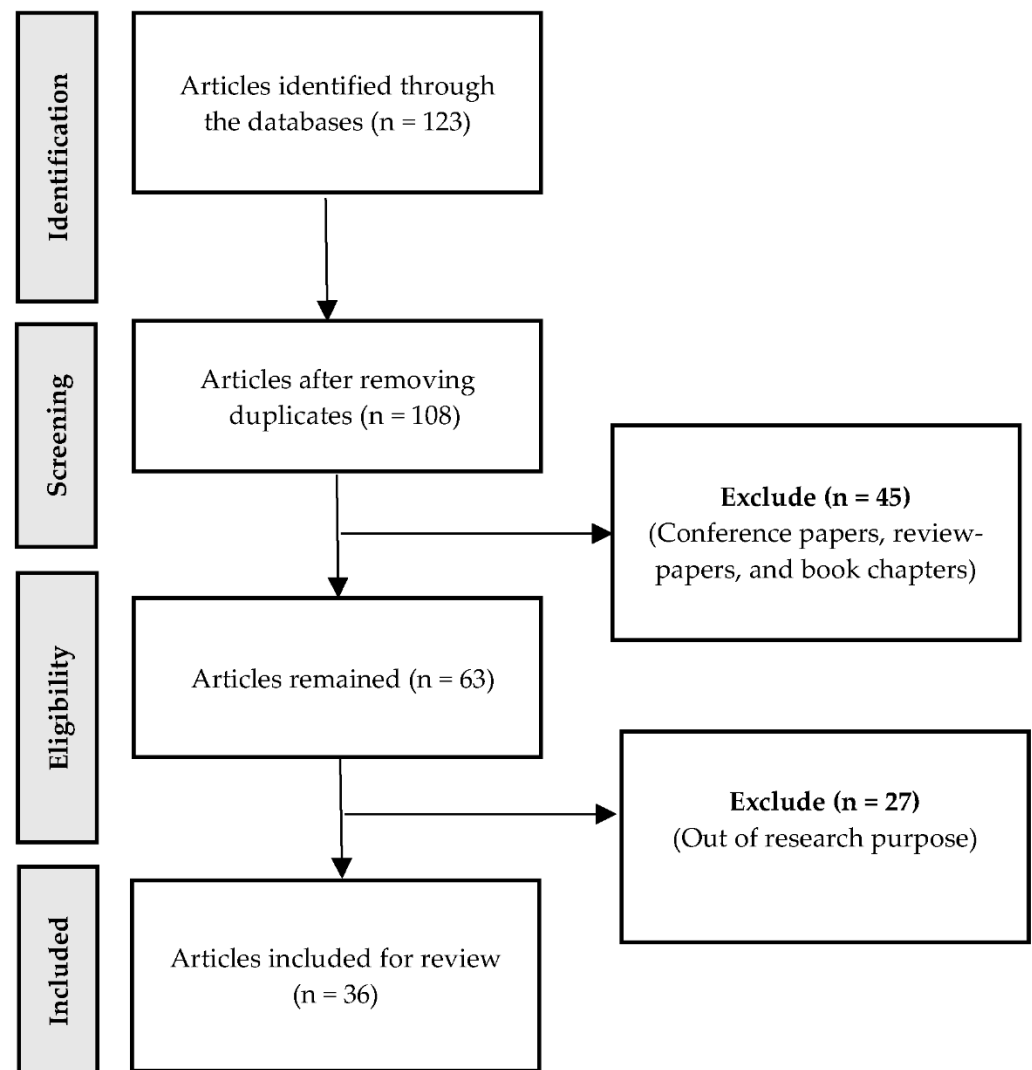 Identification
Articles identified through
the databases (n = 123)
Screening
Articles after removing
duplicates (n = 108)
Exclude (n = 45)
(Conference papers, review-
papers, and book chapters)
Eligibility
Articles remained (n = 63)
Exclude (n = 27)
(Out of research purpose)
Included
Articles included for review
(n = 36)